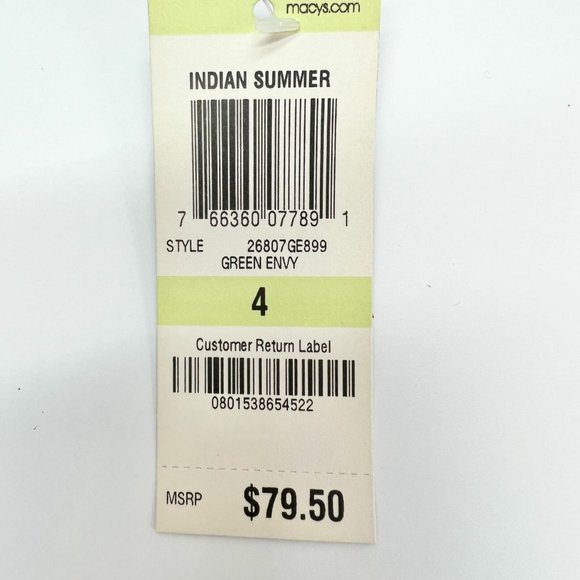 macys.com
INDIAN SUMMER
7 66360 07789 1
STYLE 26807GE899
GREEN ENVY
4
Customer Return Label
0801538654522
MSRP $79.50